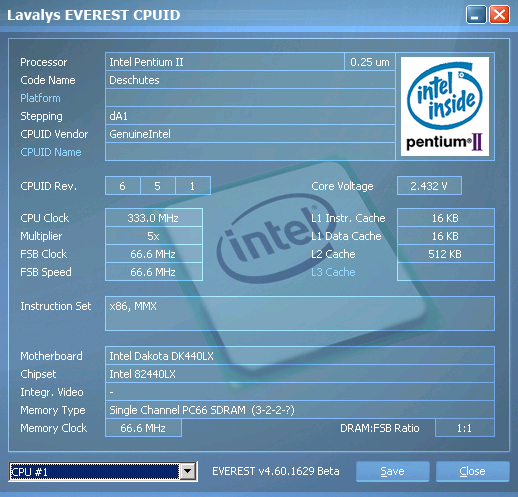 Lavalys EVEREST CPUID
Processor Intel Pentium II 0.25 um
Code Name Deschutes
Platform
Stepping dA1
CPUID Vendor GenuineIntel
CPUID Name
intel inside
pentium® II
CPUID Rev. 6 5 1 Core Voltage 2.432 V
CPU Clock 333.0 MHz L1 Instr. Cache 16 KB
Multiplier 5x L1 Data Cache 16 KB
FSB Clock 66.6 MHz L2 Cache 512 KB
FSB Speed 66.6 MHz L3 Cache
intel
Instruction Set x86, MMX
Motherboard Intel Dakota DK440LX
Chipset Intel 82440LX
Integr. Video -
Memory Type Single Channel PC66 SDRAM (3-2-2-?)
Memory Clock 66.6 MHz DRAM:FSB Ratio 1:1
CPU #1 EVEREST v4.60.1629 Beta Save Close